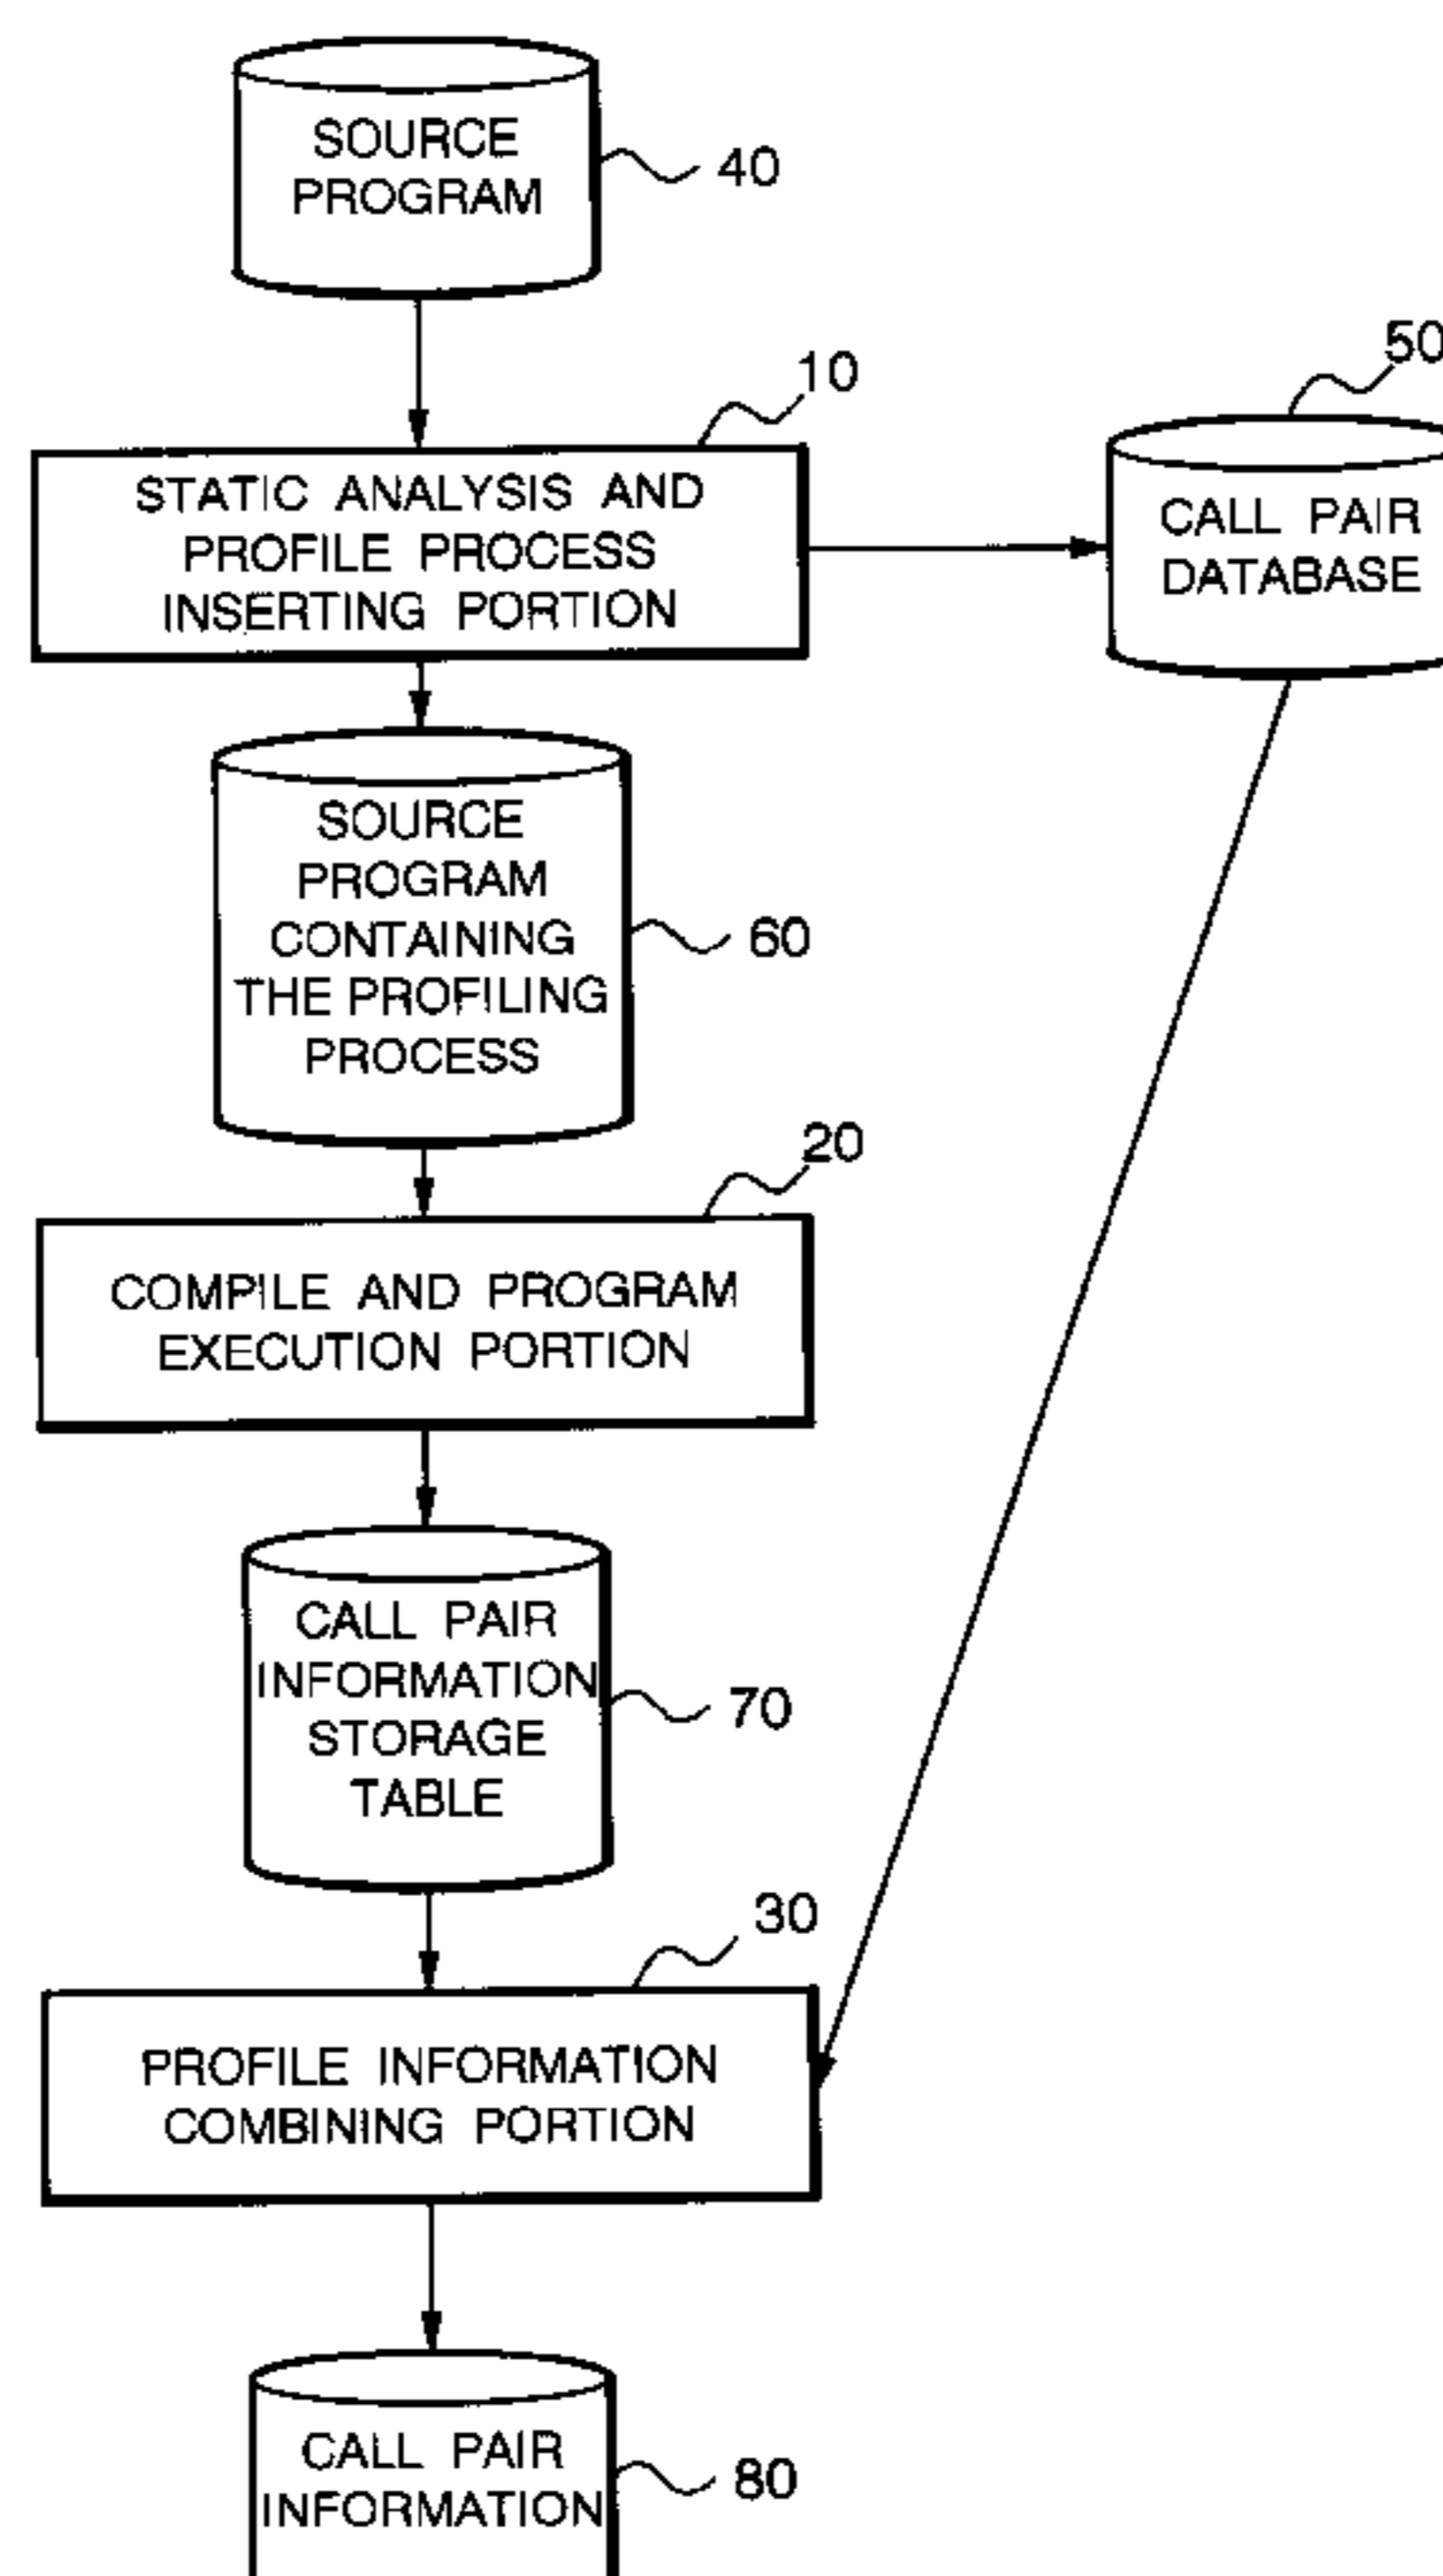 SOURCE
PROGRAM
40
10
50
STATIC ANALYSIS AND
PROFILE PROCESS
INSERTING PORTION
CALL PAIR
DATABASE
SOURCE
PROGRAM
CONTAINING
THE PROFILING
PROCESS
60
20
COMPILE AND PROGRAM
EXECUTION PORTION
CALL PAIR
INFORMATION
STORAGE
TABLE
70
30
PROFILE INFORMATION
COMBINING PORTION
CALL PAIR
INFORMATION
80